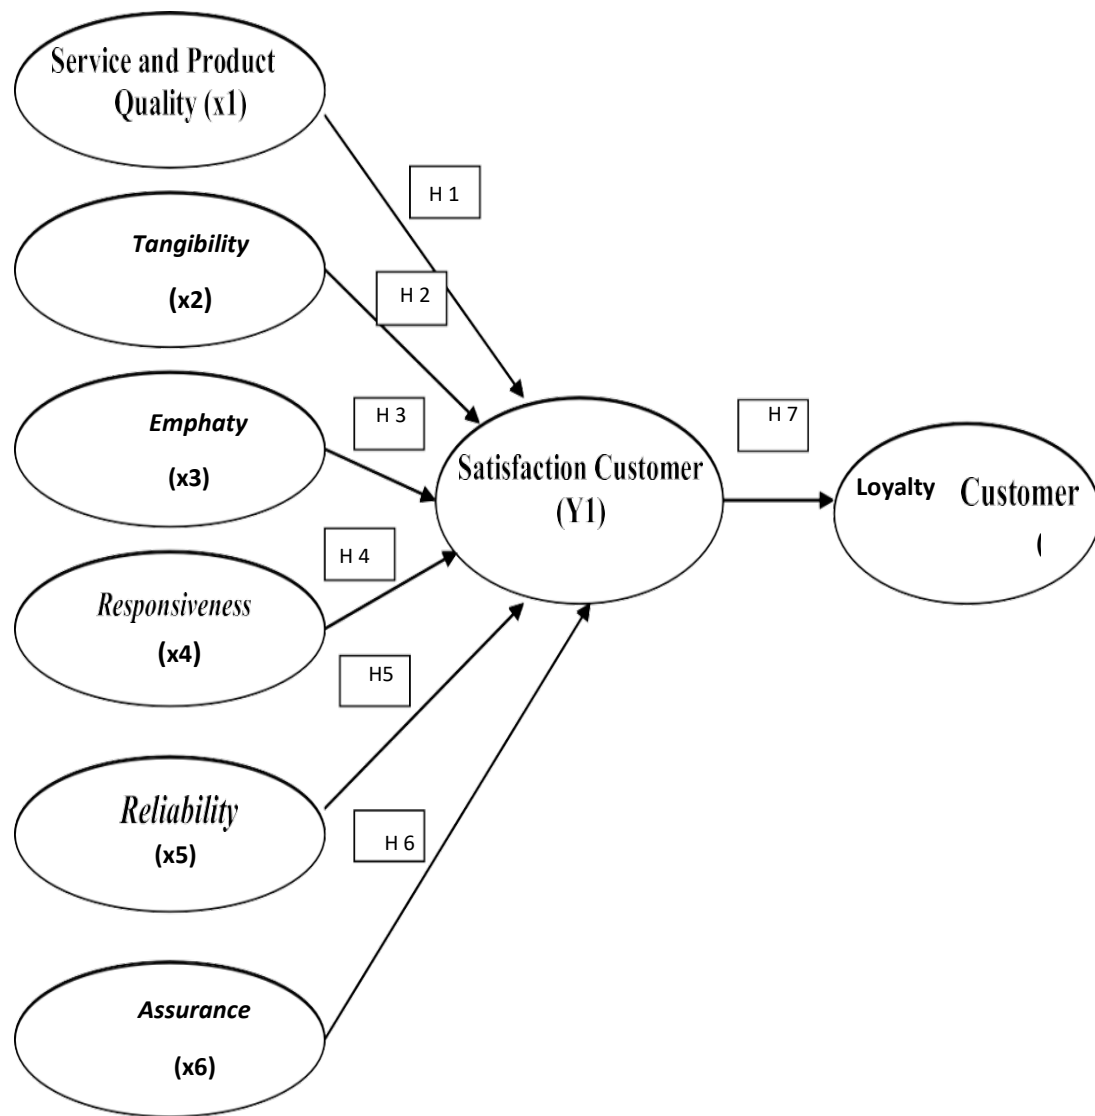 Service and Product
Quality (x1)
H 1
Tangibility
(x2)
H 2
Emphaty
(x3)
H 3
Satisfaction Customer
(Y1)
H 7
Loyalty Customer
(
H 4
Responsiveness
(x4)
H5
Reliability
(x5)
H 6
Assurance
(x6)